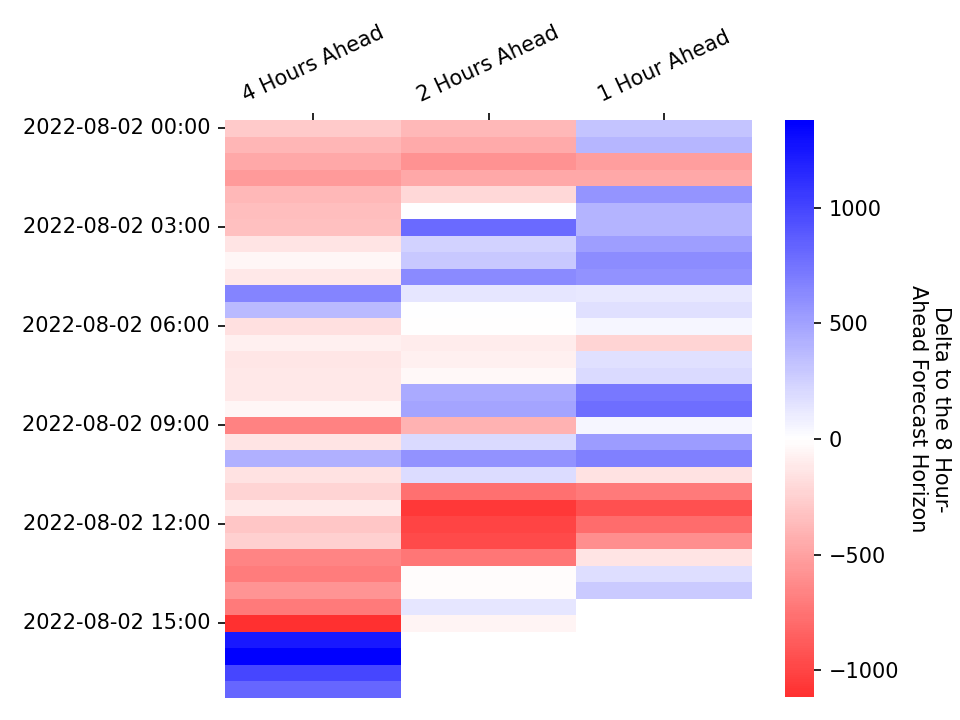 4 Hours Ahead
2 Hours Ahead
1 Hour Ahead
2022-08-02 00:00
2022-08-02 03:00
2022-08-02 06:00
2022-08-02 09:00
2022-08-02 12:00
2022-08-02 15:00
1000
500
0
−500
−1000
Delta to the 8 Hour-
Ahead Forecast Horizon